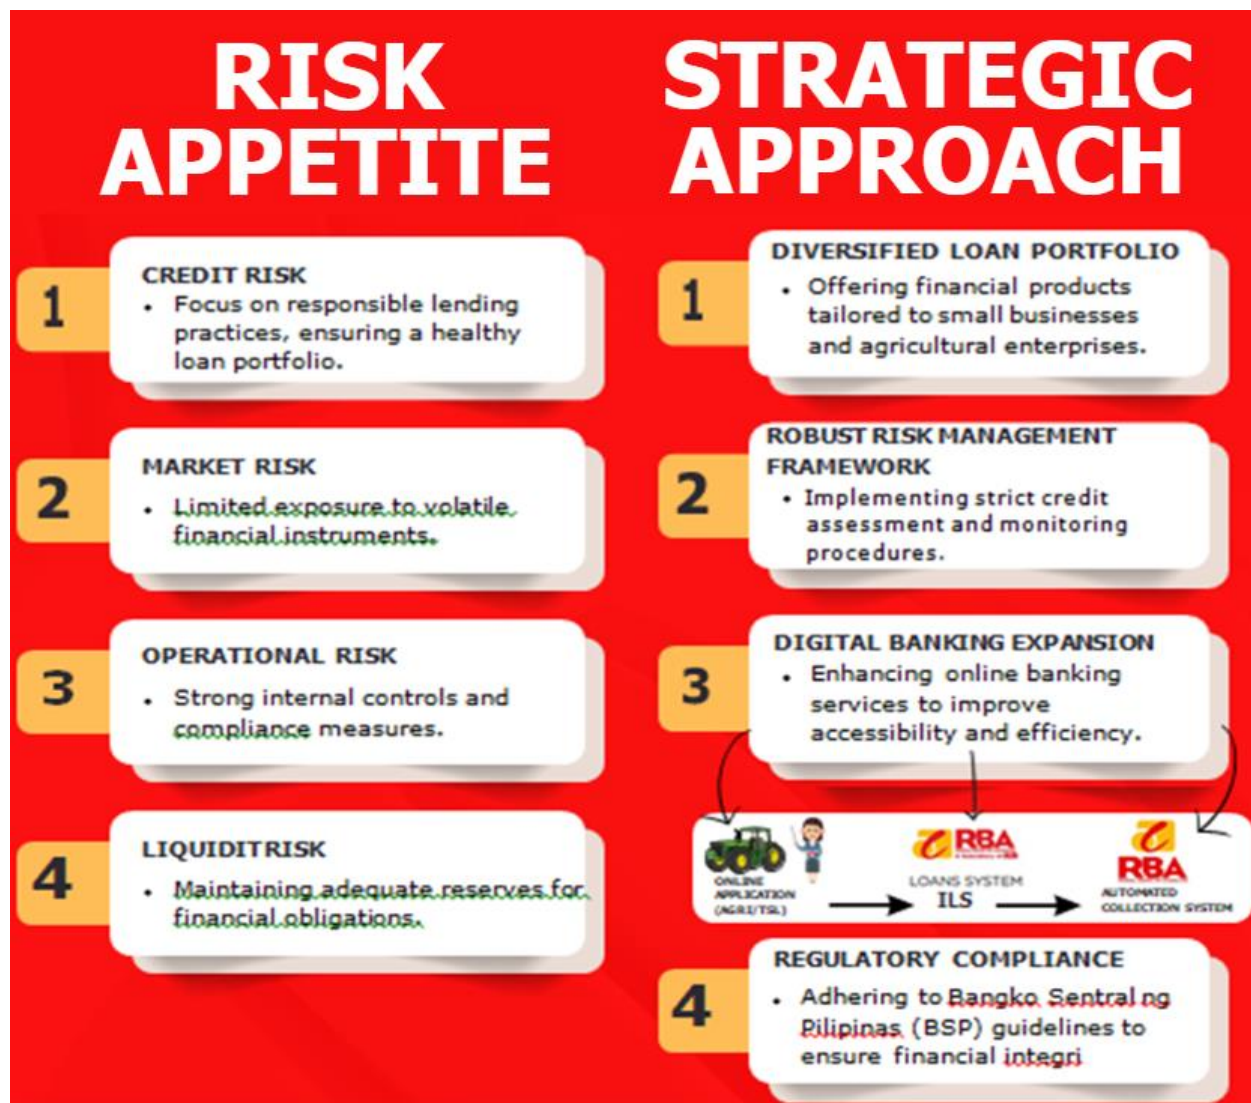 RISK
APPETITE
1
CREDIT RISK
• Focus on responsible lending
practices, ensuring a healthy
loan portfolio.
2
MARKET RISK
• Limited exposure to volatile
financial instruments.
3
OPERATIONAL RISK
• Strong internal controls and
compliance measures.
4
LIQUIDITRISK
• Maintaining adequate reserves for
financial obligations.
STRATEGIC
APPROACH
1
DIVERSIFIED LOAN PORTFOLIO
• Offering financial products
tailored to small businesses
and agricultural enterprises.
2
ROBUST RISK MANAGEMENT
FRAMEWORK
• Implementing strict credit
assessment and monitoring
procedures.
3
DIGITAL BANKING EXPANSION
• Enhancing online banking
services to improve
accessibility and efficiency.
ONLINE
APPLICATION
(AGRI/TSL)
RBA
LOANS SYSTEM
ILS
RBA
AUTOMATED
COLLECTION SYSTEM
4
REGULATORY COMPLIANCE
• Adhering to Bangko Sentral ng
Pilipinas (BSP) guidelines to
ensure financial integri